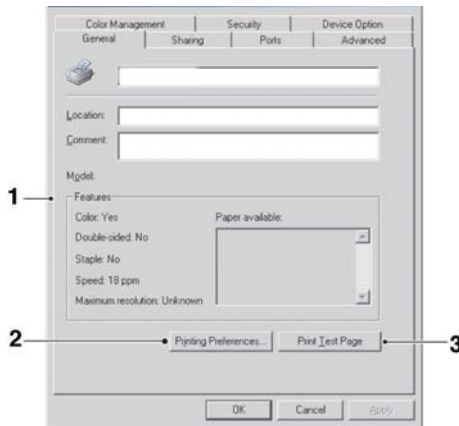 Color Management Security Device Option
General Sharing Ports Advanced
Location:
Comment:
Model:
1
Features
Color: Yes Paper available:
Double-sided: No
Staple: No
Speed: 18 ppm
Maximum resolution: Unknown
2 Printing Preferences... Print Test Page 3
OK Cancel Apply